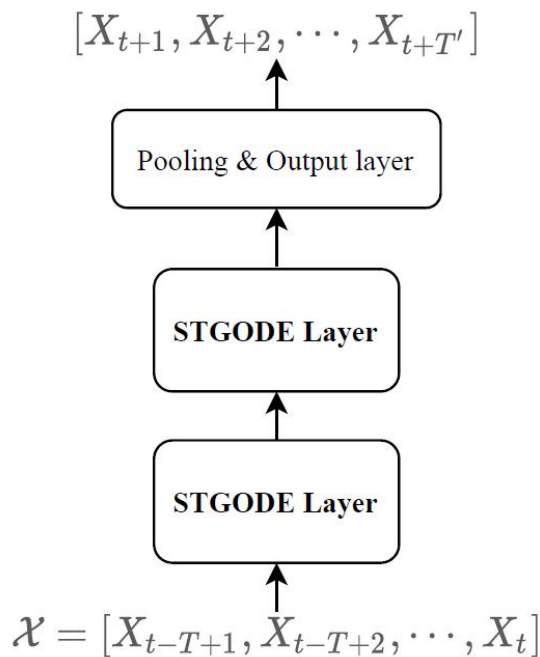 [X_{t+1}, X_{t+2}, ⋯, X_{t+T′}]
Pooling & Output layer
STGODE Layer
STGODE Layer
𝒳 = [X_{t−T+1}, X_{t−T+2}, ⋯, X_t]